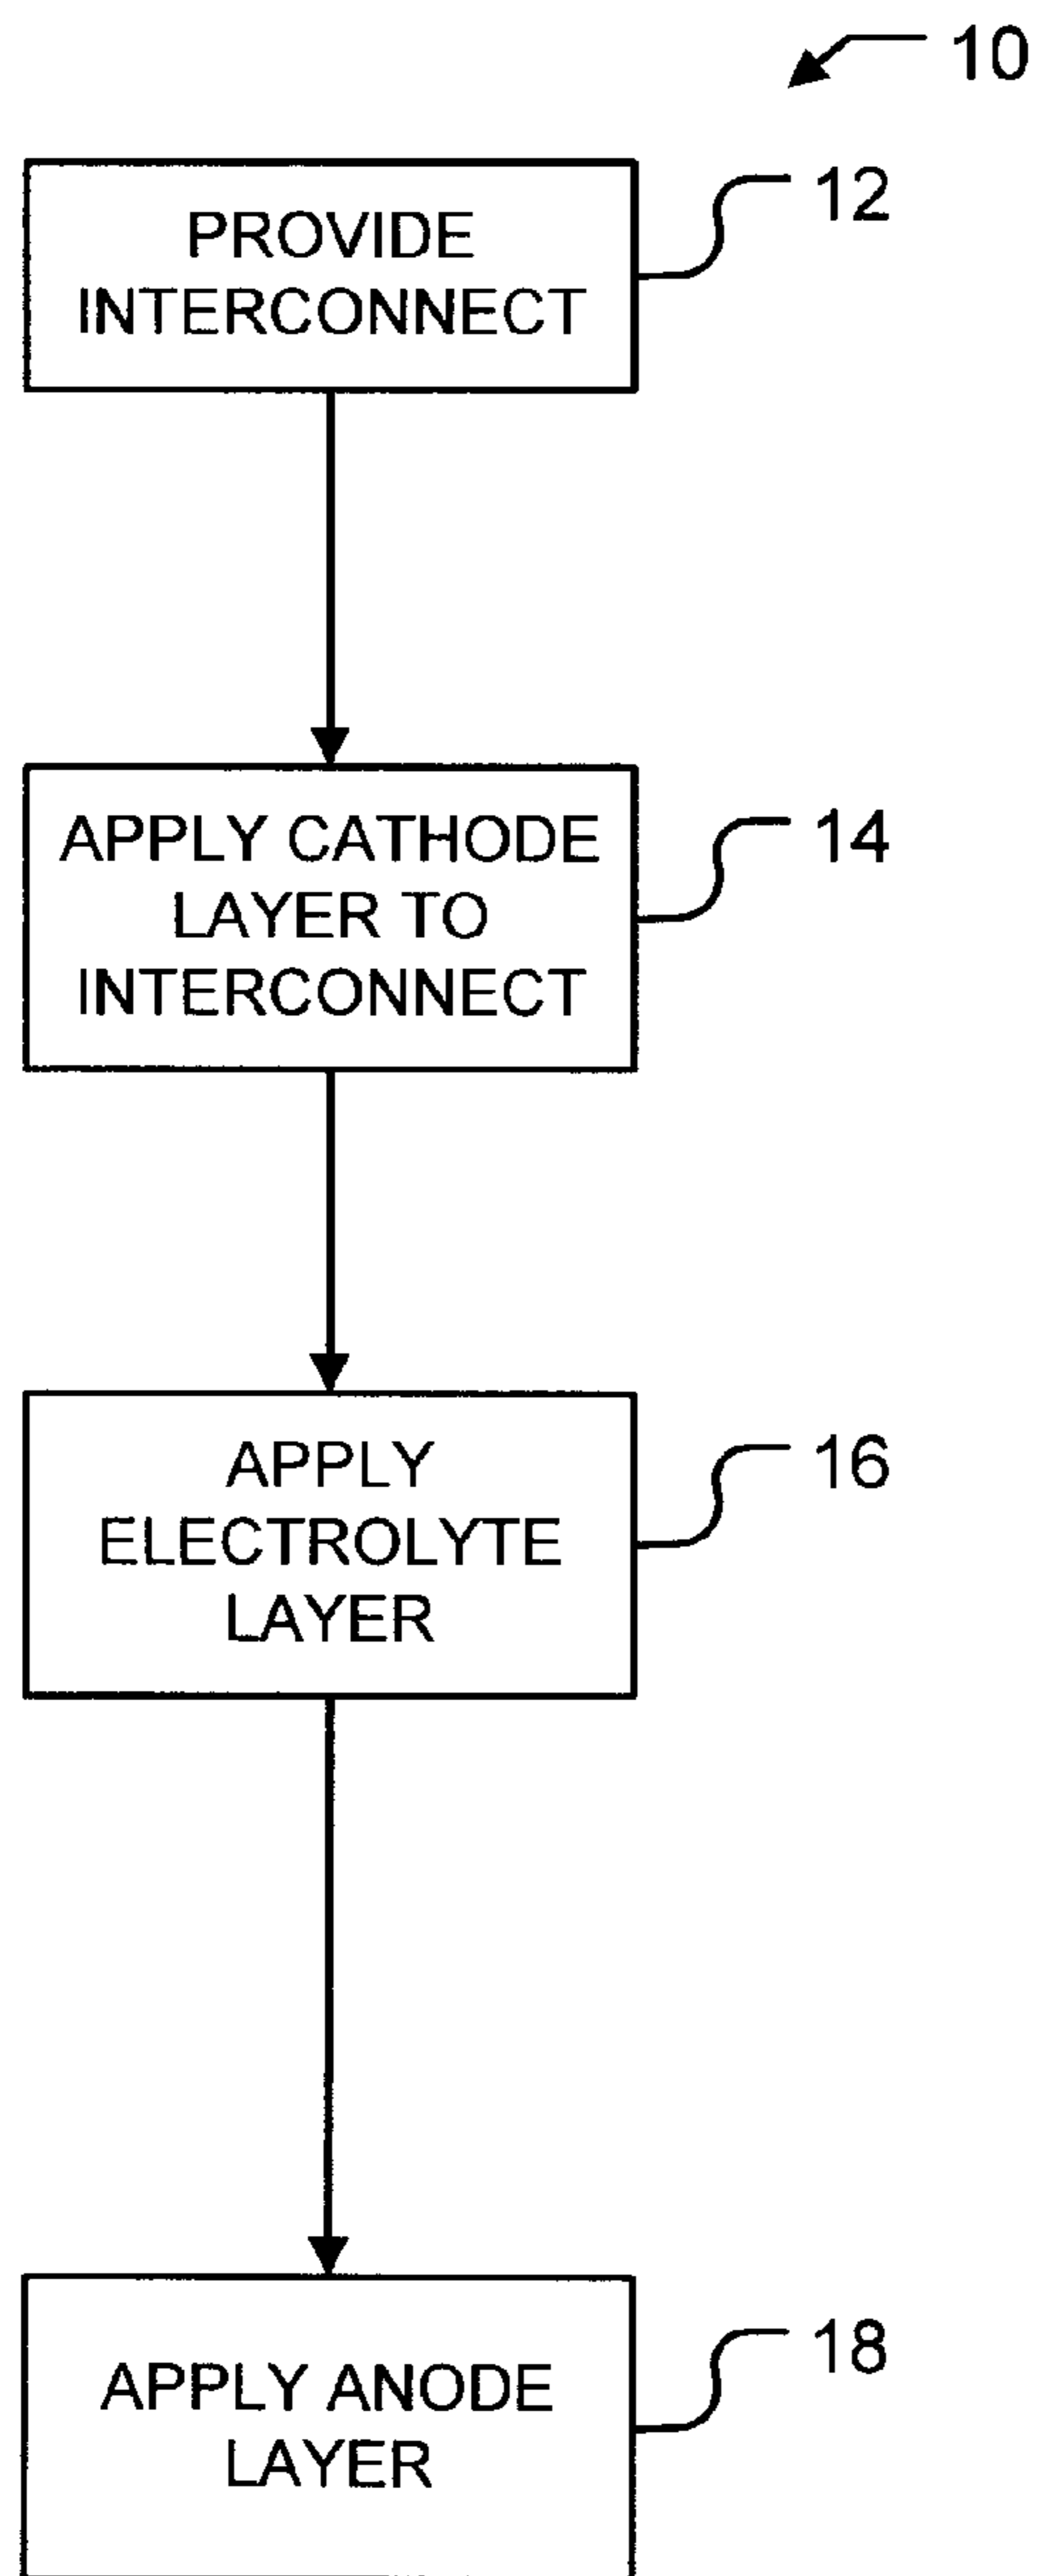 10
PROVIDE
INTERCONNECT
12
APPLY CATHODE
LAYER TO
INTERCONNECT
14
APPLY
ELECTROLYTE
LAYER
16
APPLY ANODE
LAYER
18